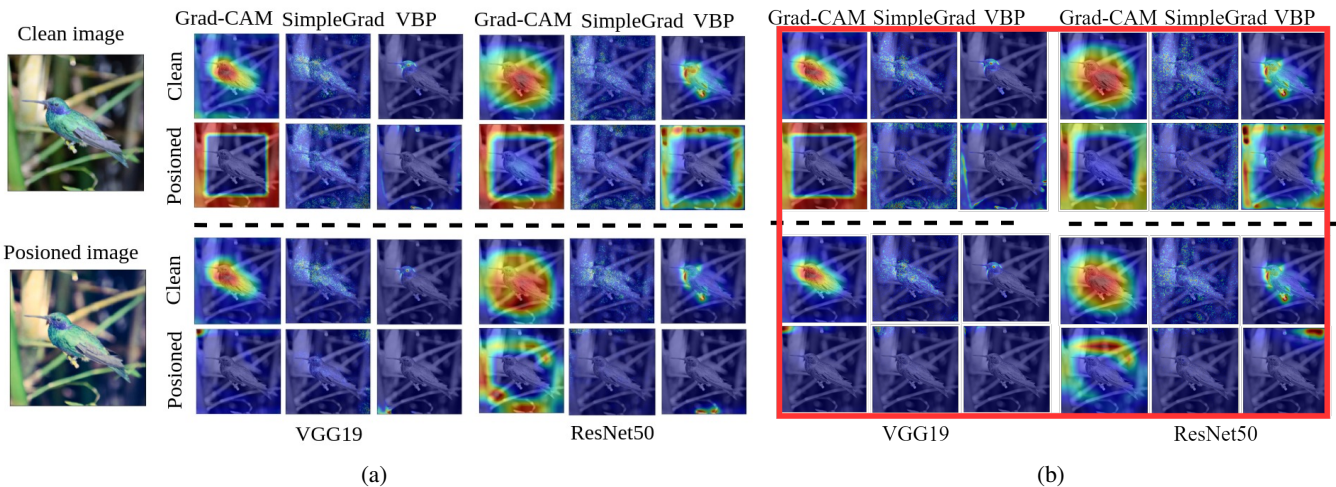 Grad-CAM SimpleGrad VBP Grad-CAM SimpleGrad VBP Grad-CAM SimpleGrad VBP Grad-CAM SimpleGrad VBP
Clean image
Clean
Posioned
Posioned image
Clean
Posioned
VGG19 ResNet50 VGG19 ResNet50
(a) (b)